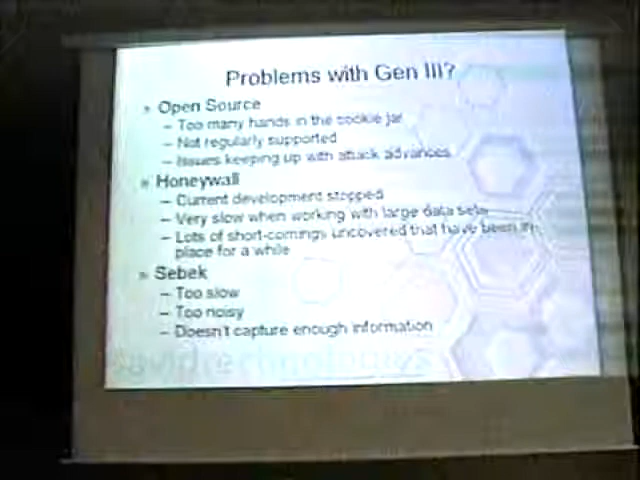 Problems with Gen III?
» Open Source
– Too many hands in the cookie jar
– Not regularly supported
– Issues keeping up with attack advances
» Honeywall
– Current development stopped
– Very slow when working with large data sets
– Lots of short-comings uncovered that have been in
place for a while
» Sebek
– Too slow
– Too noisy
– Doesn't capture enough information